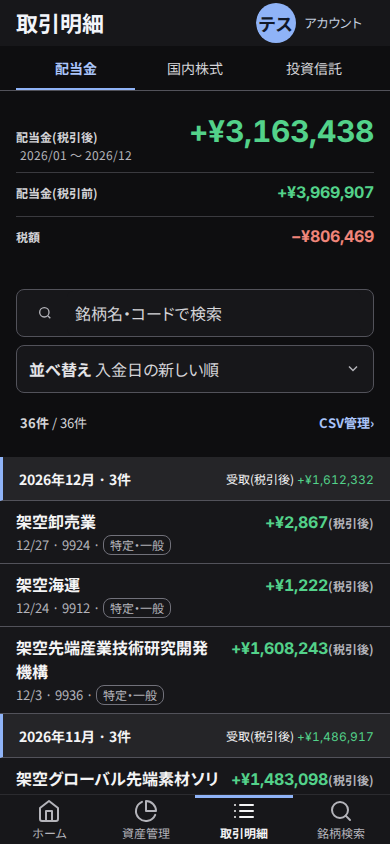 取引明細
テス アカウント
配当金 国内株式 投資信託
配当金(税引後) +¥3,163,438
2026/01 〜 2026/12
配当金(税引前) +¥3,969,907
税額 −¥806,469
銘柄名・コードで検索
並べ替え 入金日の新しい順
36件 / 36件 CSV管理›
2026年12月・3件 受取(税引後) +¥1,612,332
架空卸売業 +¥2,867(税引後)
12/27・9924・特定・一般
架空海運 +¥1,222(税引後)
12/24・9912・特定・一般
架空先端産業技術研究開発 +¥1,608,243(税引後)
機構
12/3・9936・特定・一般
2026年11月・3件 受取(税引後) +¥1,486,917
架空グローバル先端素材ソリ +¥1,483,098(税引後)
ホーム 資産管理 取引明細 銘柄検索